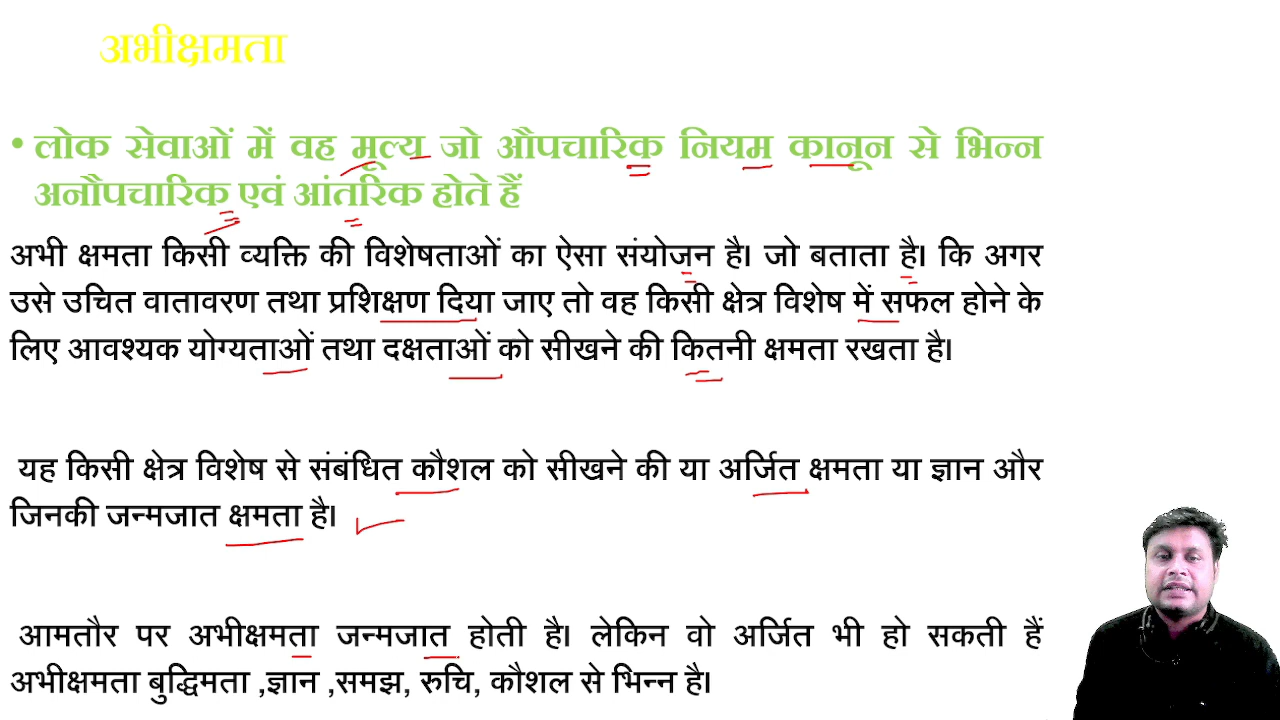 अभीक्षमता
• लोक सेवाओं में वह मूल्य जो औपचारिक नियम कानून से भिन्न
अनौपचारिक एवं आंतरिक होते हैं
अभी क्षमता किसी व्यक्ति की विशेषताओं का ऐसा संयोजन है। जो बताता है। कि अगर
उसे उचित वातावरण तथा प्रशिक्षण दिया जाए तो वह किसी क्षेत्र विशेष में सफल होने के
लिए आवश्यक योग्यताओं तथा दक्षताओं को सीखने की कितनी क्षमता रखता है।
यह किसी क्षेत्र विशेष से संबंधित कौशल को सीखने की या अर्जित क्षमता या ज्ञान और
जिनकी जन्मजात क्षमता है।
आमतौर पर अभीक्षमता जन्मजात होती है। लेकिन वो अर्जित भी हो सकती हैं
अभीक्षमता बुद्धिमता ,ज्ञान ,समझ, रुचि, कौशल से भिन्न है।